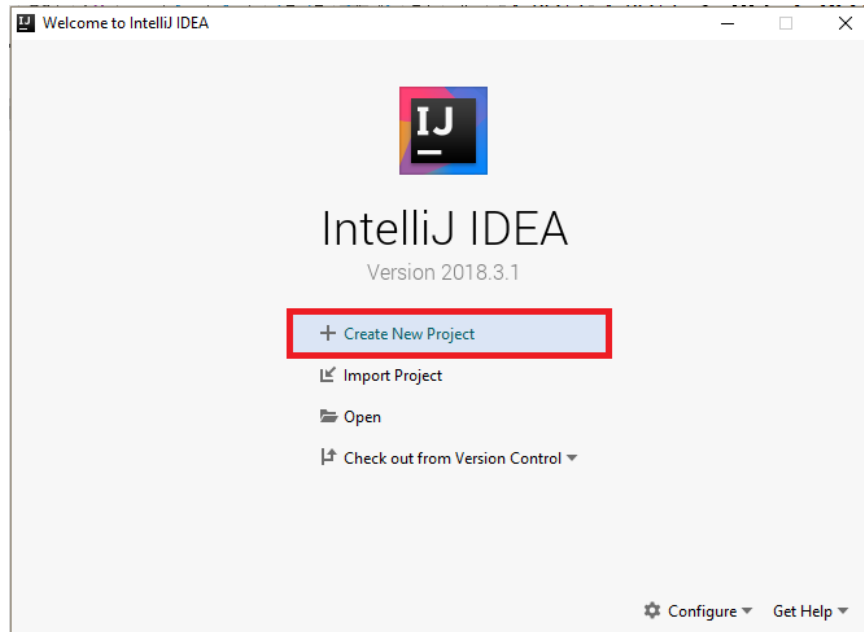 Welcome to IntelliJ IDEA
IJ
IntelliJ IDEA
Version 2018.3.1
Create New Project
Import Project
Open
Check out from Version Control
Configure Get Help